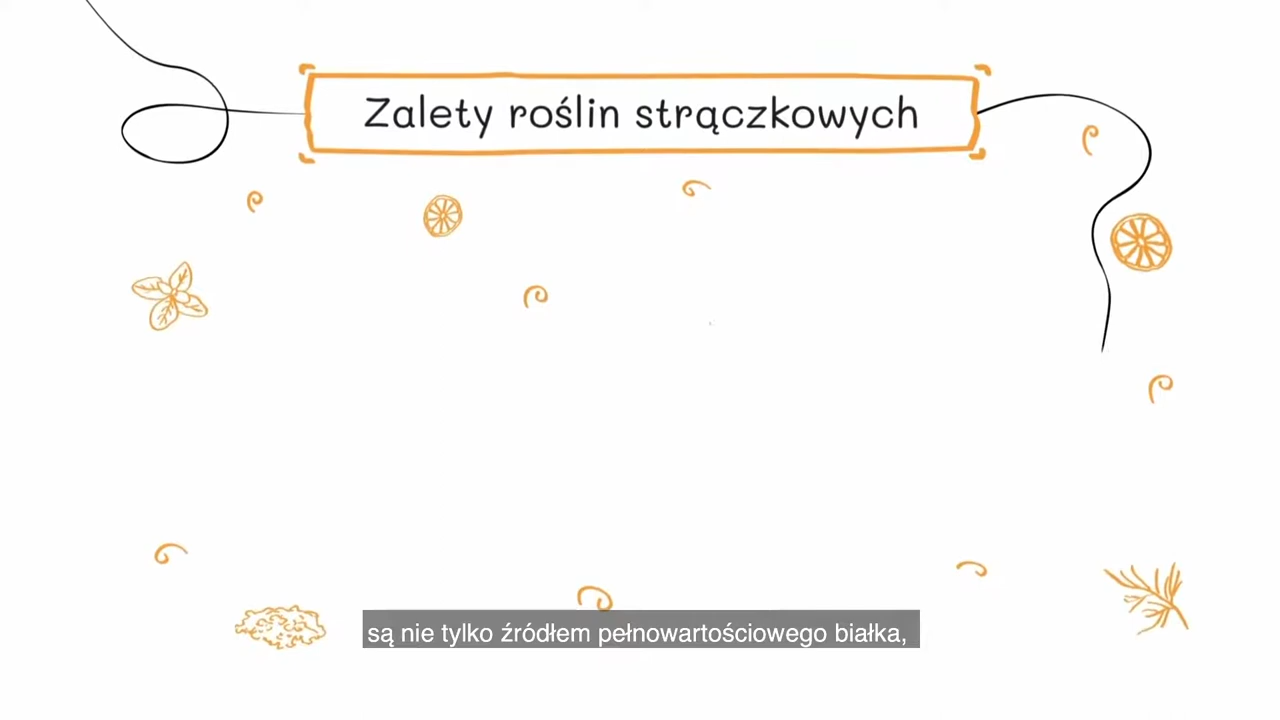 Zalety roślin strączkowych
są nie tylko źródłem pełnowartościowego białka,